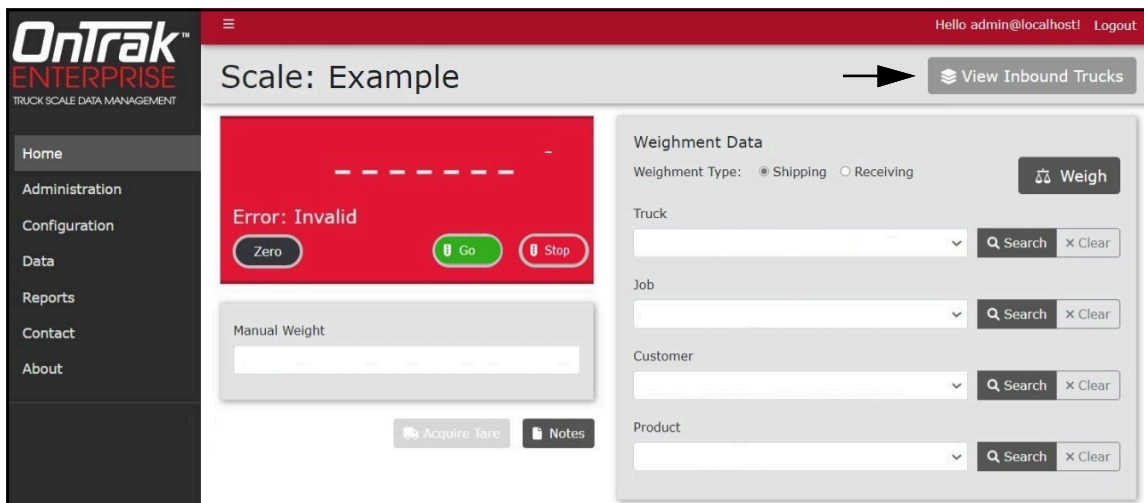 OnTrak™
ENTERPRISE
TRUCK SCALE DATA MANAGEMENT
Home
Administration
Configuration
Data
Reports
Contact
About
Hello admin@localhost! Logout
Scale: Example
View Inbound Trucks
Error: Invalid
Zero
Go
Stop
Manual Weight
Acquire Tare
Notes
Weighment Data
Weighment Type: Shipping Receiving
Weigh
Truck
Search × Clear
Job
Search × Clear
Customer
Search × Clear
Product
Search × Clear